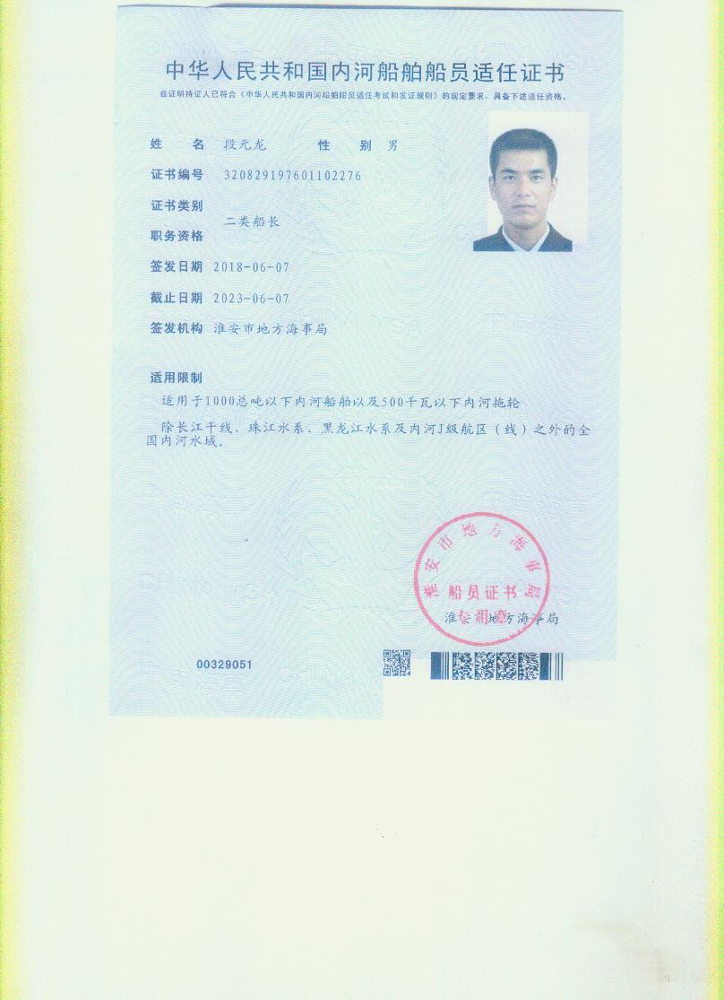 中华人民共和国内河船舶船员适任证书
兹证明持证人已符合《中华人民共和国内河船舶船员适任考试和发证规则》的规定要求，具备下述适任资格。
姓 名 段元龙 性 别 男
证书编号 320829197601102276
证书类别
二类船长
职务资格
签发日期 2018-06-07
截止日期 2023-06-07
签发机构 淮安市地方海事局
适用限制
适用于1000总吨以下内河船舶以及500千瓦以下内河拖轮
除长江干线、珠江水系、黑龙江水系及内河J级航区（线）之外的全
国内河水域。
淮安市地方海事局
船员证书
专用章
淮安市地方海事局
00329051